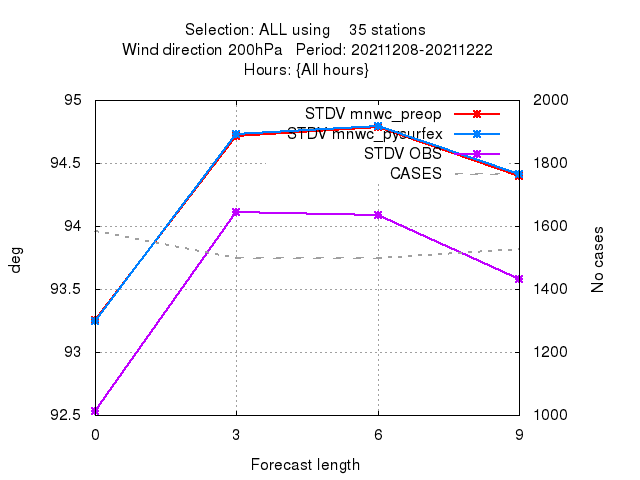 Selection: ALL using    35 stations
Wind direction 200hPa   Period: 20211208-20211222
Hours: {All hours}
95
94.5
94
93.5
93
92.5
2000
1800
1600
1400
1200
1000
STDV mnwc_preop
STDV mnwc_pysurfex
STDV OBS
CASES
deg
No cases
0 3 6 9
Forecast length